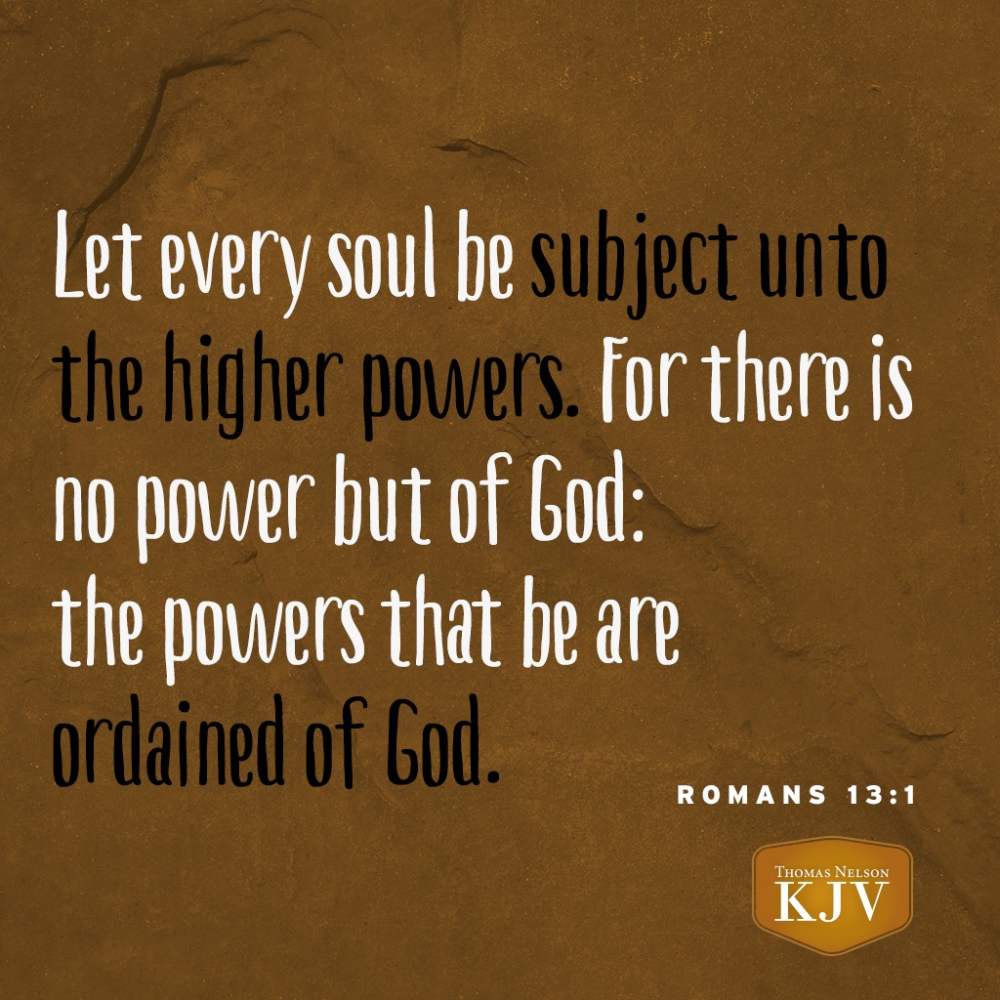 Let every soul be subject unto
the higher powers. For there is
no power but of God:
the powers that be are
ordained of God.
ROMANS 13:1
THOMAS NELSON
KJV